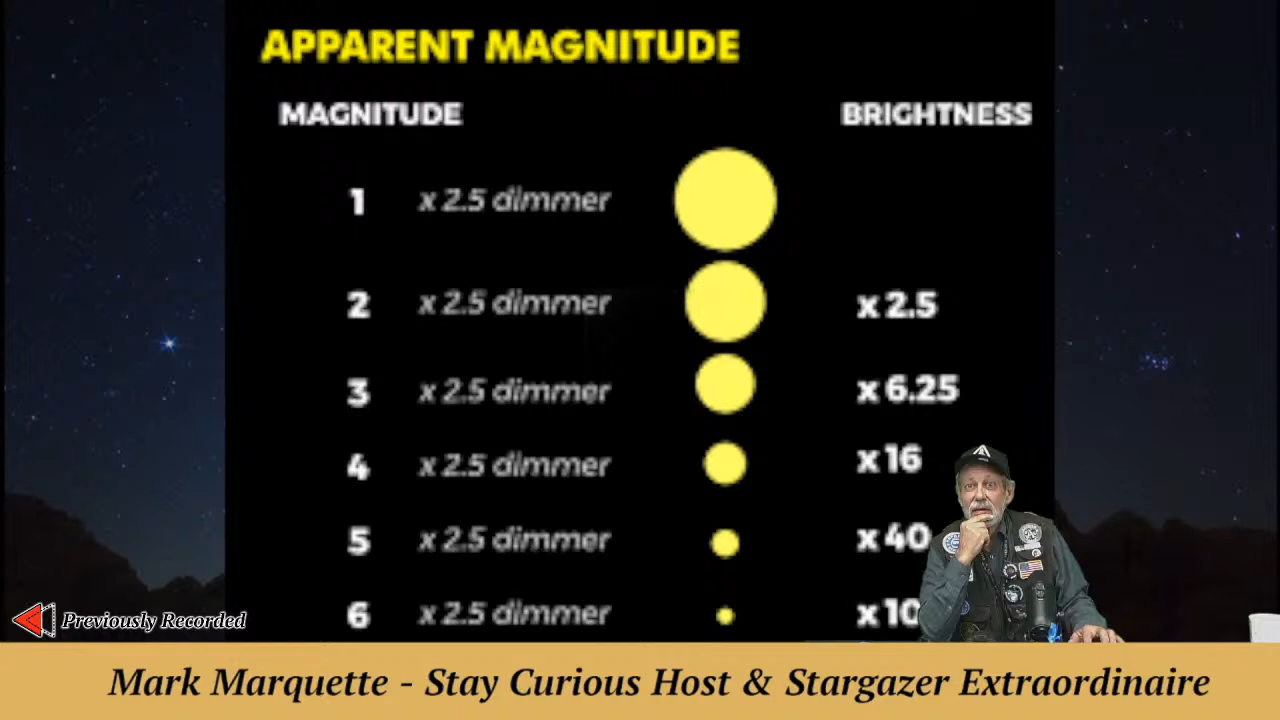 APPARENT MAGNITUDE
MAGNITUDE BRIGHTNESS
1 x 2.5 dimmer
2 x 2.5 dimmer x 2.5
3 x 2.5 dimmer x 6.25
4 x 2.5 dimmer x 16
5 x 2.5 dimmer x 40
6 x 2.5 dimmer x 10
Previously Recorded
Mark Marquette - Stay Curious Host & Stargazer Extraordinaire